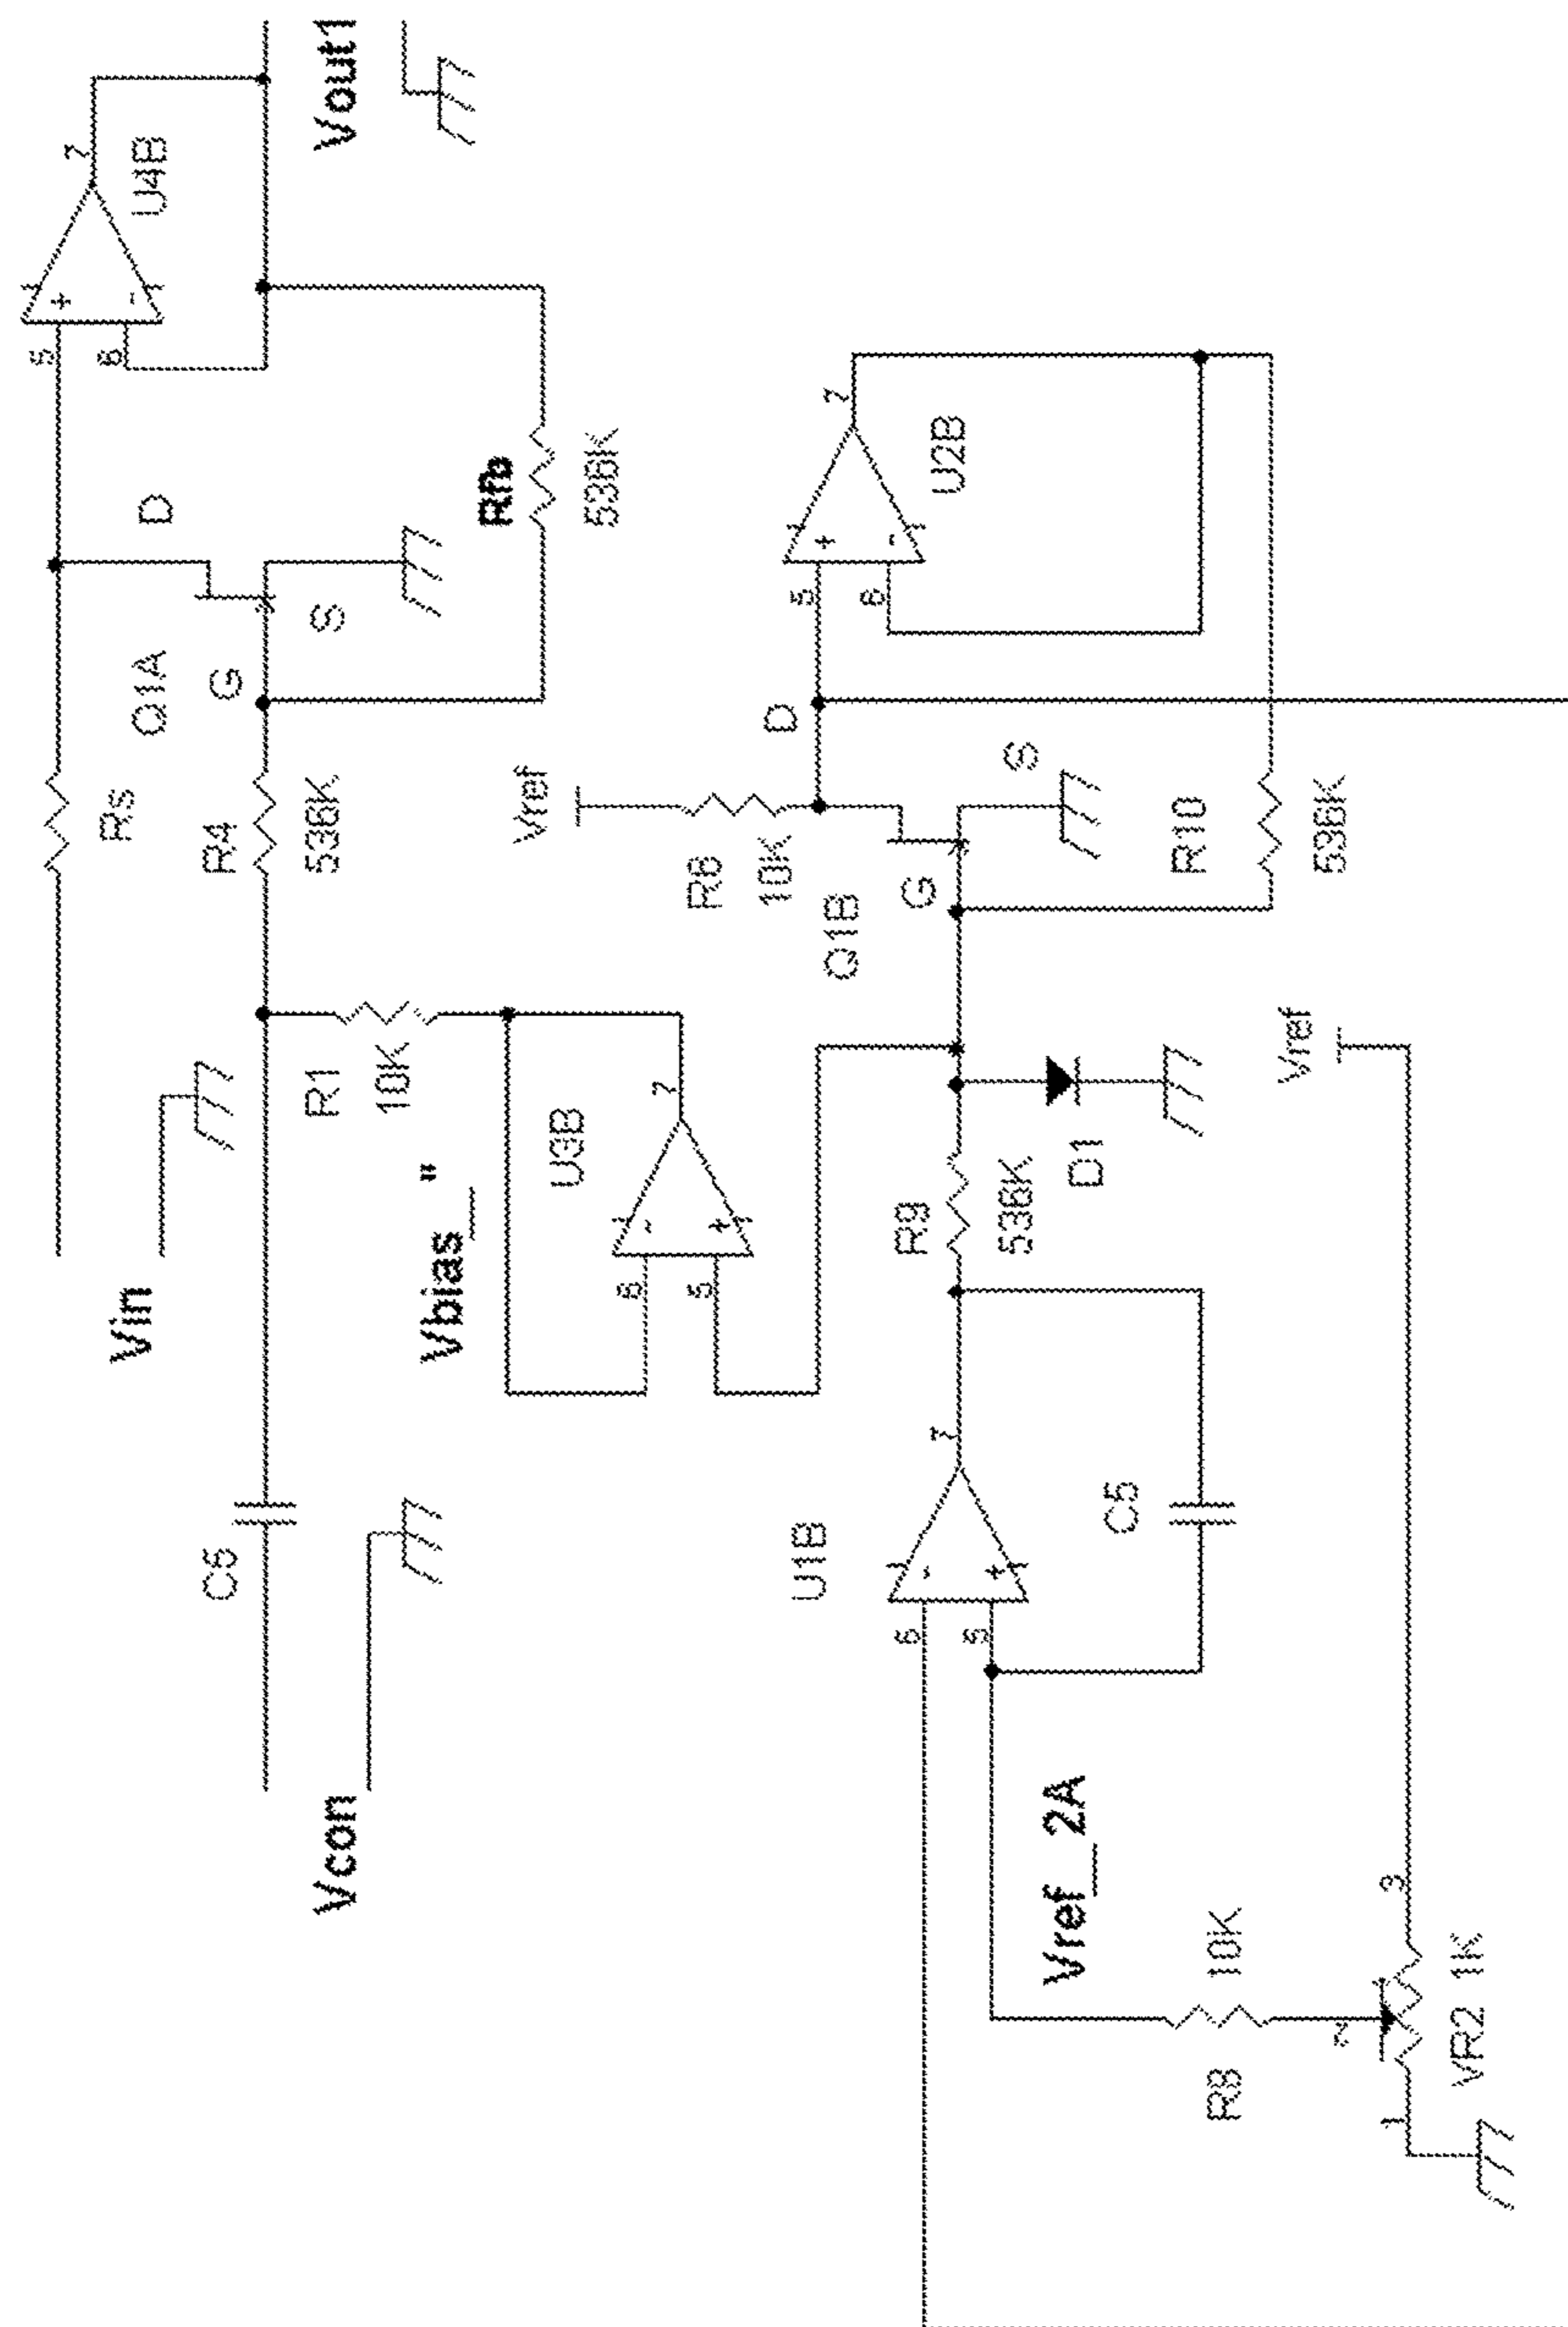 Vin
Rs
Q1A
D
5
6
+
-
7
U4B
C5
R4
536K
G
S
Vout1
Vcon
R1
10K
Rfb
536K
Vbias_"
U3B
6
5
-
+
7
Vref
R6
10K
D
5
6
+
-
7
U2B
Q1B
G
S
U1B
6
5
-
+
7
R9
536K
D1
C5
R10
536K
Vref_2A
R8
10K
2
Vref
1
3
VR2 1K